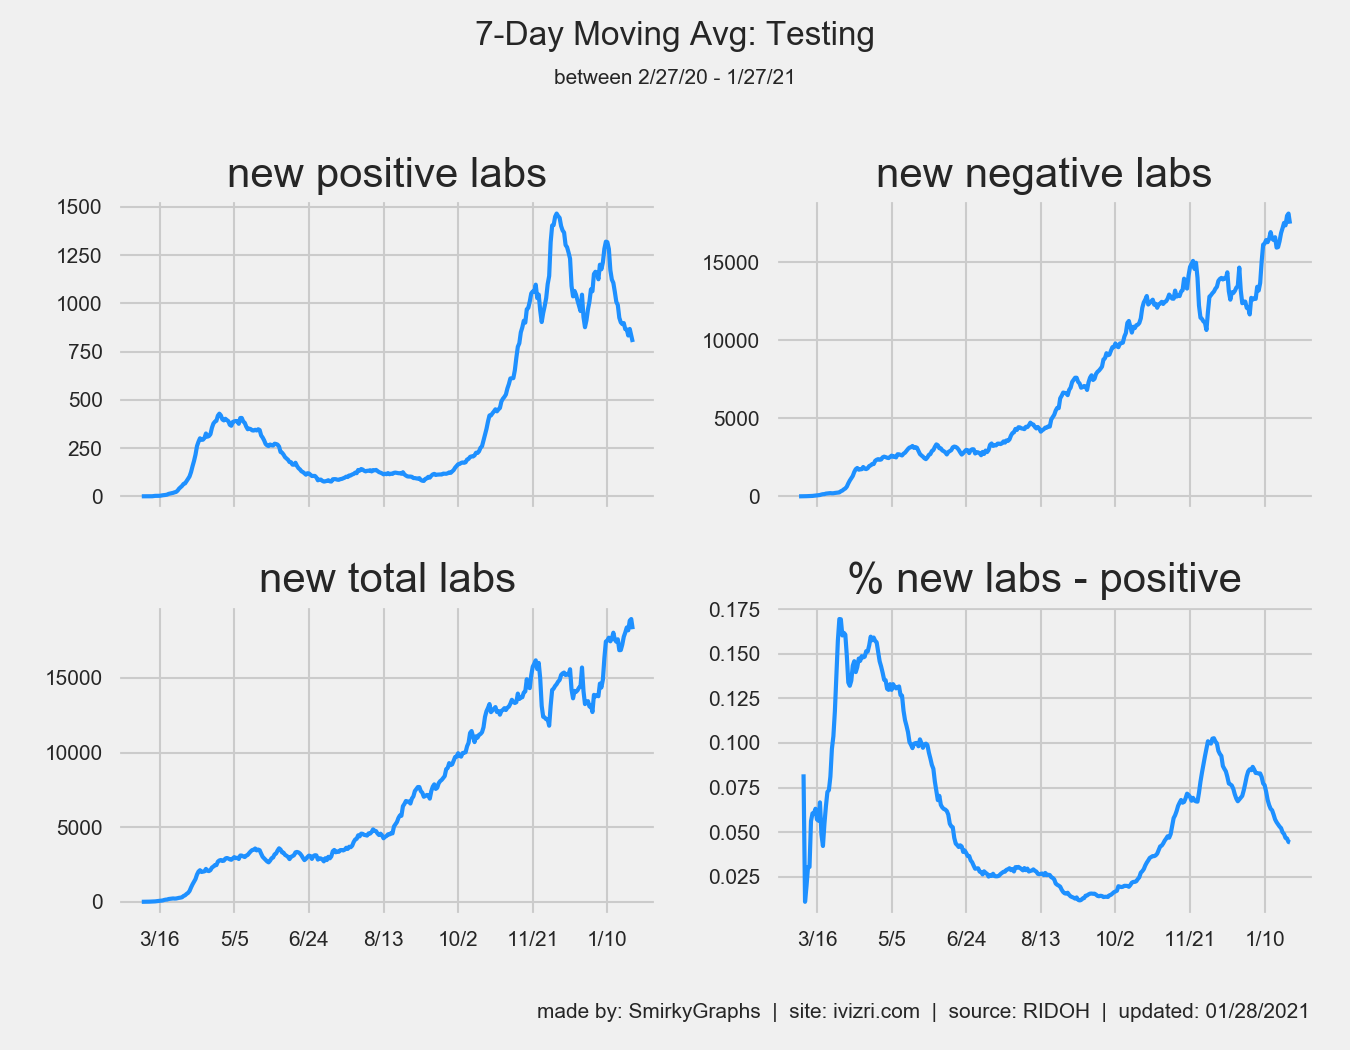 7-Day Moving Avg: Testing
between 2/27/20 - 1/27/21
new positive labs
1500
1250
1000
750
500
250
0
new negative labs
15000
10000
5000
0
new total labs
15000
10000
5000
0
3/16 5/5 6/24 8/13 10/2 11/21 1/10
% new labs - positive
0.175
0.150
0.125
0.100
0.075
0.050
0.025
3/16 5/5 6/24 8/13 10/2 11/21 1/10
made by: SmirkyGraphs | site: ivizri.com | source: RIDOH | updated: 01/28/2021